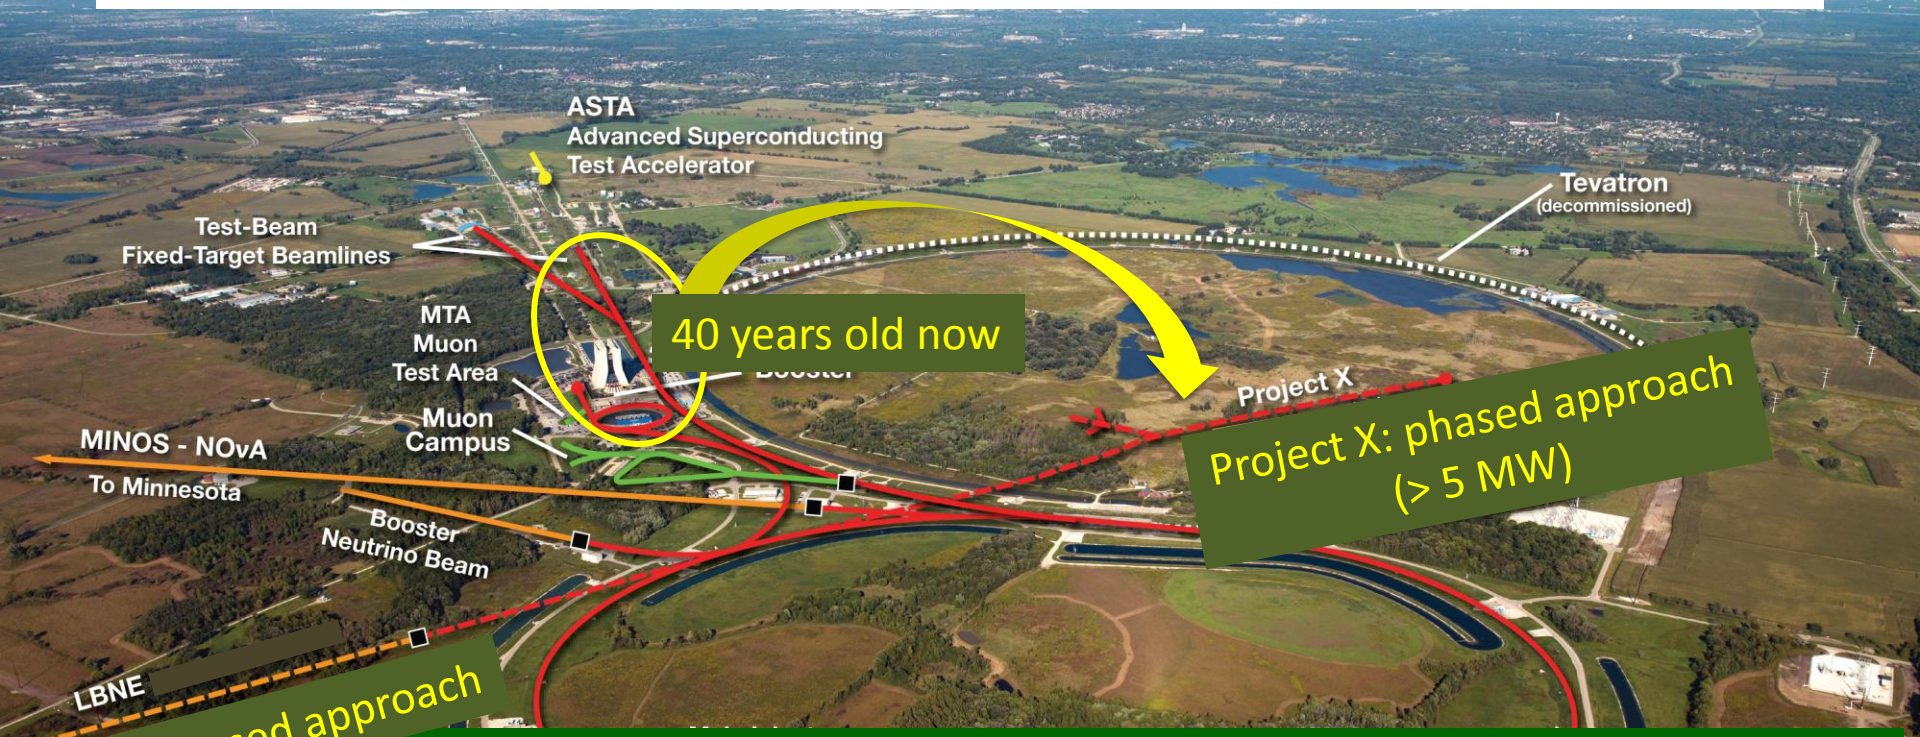 ASTA
Advanced Superconducting
Test Accelerator
Tevatron
(decommissioned)
Test-Beam
Fixed-Target Beamlines
MTA
Muon
Test Area
40 years old now
Booster
Project X
Project X: phased approach
(> 5 MW)
Muon
Campus
MINOS - NOvA
To Minnesota
Booster
Neutrino Beam
LBNE
approach